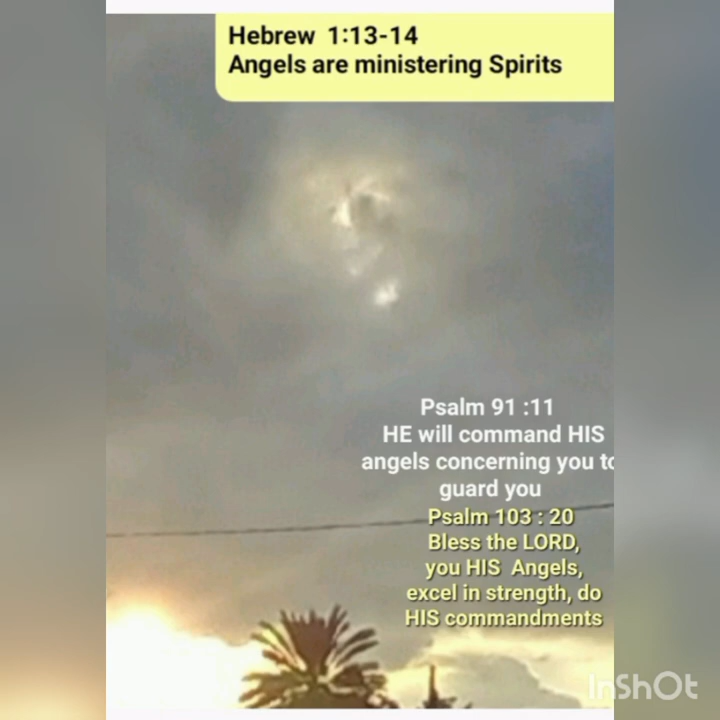 Hebrew 1:13-14
Angels are ministering Spirits
Psalm 91 :11
HE will command HIS
angels concerning you to
guard you
Psalm 103 : 20
Bless the LORD,
you HIS Angels,
excel in strength, do
HIS commandments
InShOt